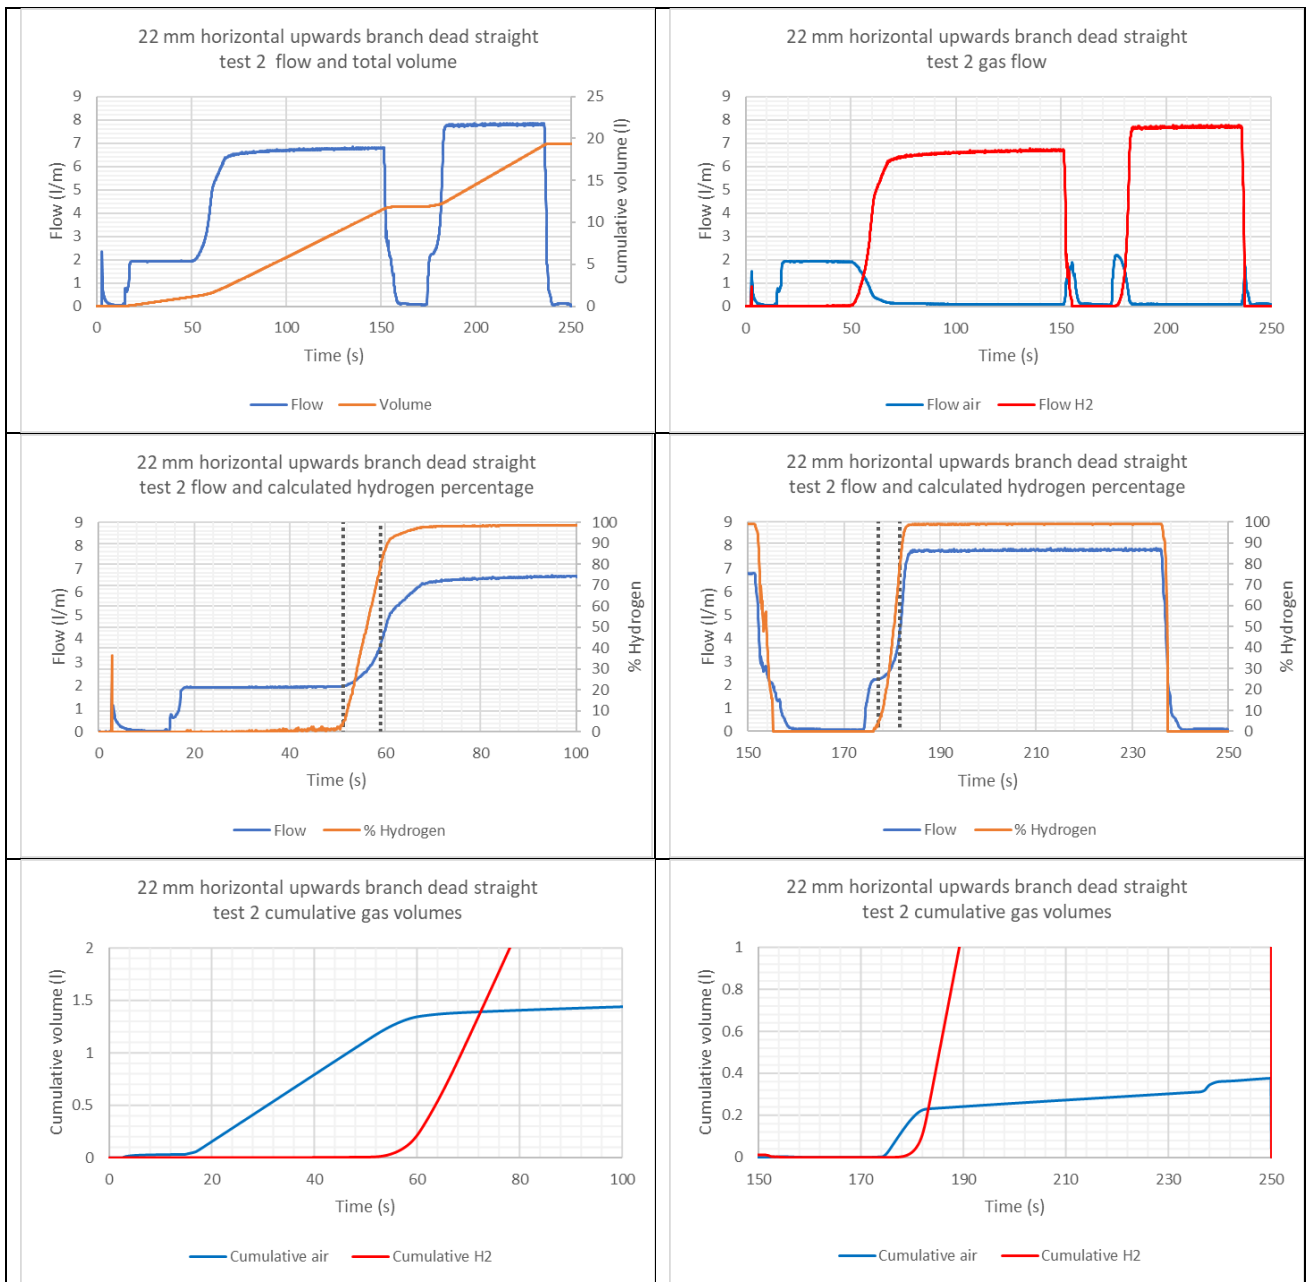 22 mm horizontal upwards branch dead straight
test 2 flow and total volume
9
8
7
6
5
4
3
2
1
0
25
20
15
10
5
0
Flow (l/m)
Cumulative volume (l)
0 50 100 150 200 250
Time (s)
Flow Volume
22 mm horizontal upwards branch dead straight
test 2 gas flow
9
8
7
6
5
4
3
2
1
0
Flow (l/m)
0 50 100 150 200 250
Time (s)
Flow air Flow H2
22 mm horizontal upwards branch dead straight
test 2 flow and calculated hydrogen percentage
9
8
7
6
5
4
3
2
1
0
100
90
80
70
60
50
40
30
20
10
0
Flow (l/m)
% Hydrogen
0 20 40 60 80 100
Time (s)
Flow % Hydrogen
22 mm horizontal upwards branch dead straight
test 2 flow and calculated hydrogen percentage
9
8
7
6
5
4
3
2
1
0
100
90
80
70
60
50
40
30
20
10
0
Flow (l/m)
% Hydrogen
150 170 190 210 230 250
Time (s)
Flow % Hydrogen
22 mm horizontal upwards branch dead straight
test 2 cumulative gas volumes
2
1.5
1
0.5
0
Cumulative volume (l)
0 20 40 60 80 100
Time (s)
Cumulative air Cumulative H2
22 mm horizontal upwards branch dead straight
test 2 cumulative gas volumes
1
0.8
0.6
0.4
0.2
0
Cumulative volume (l)
150 170 190 210 230 250
Time (s)
Cumulative air Cumulative H2